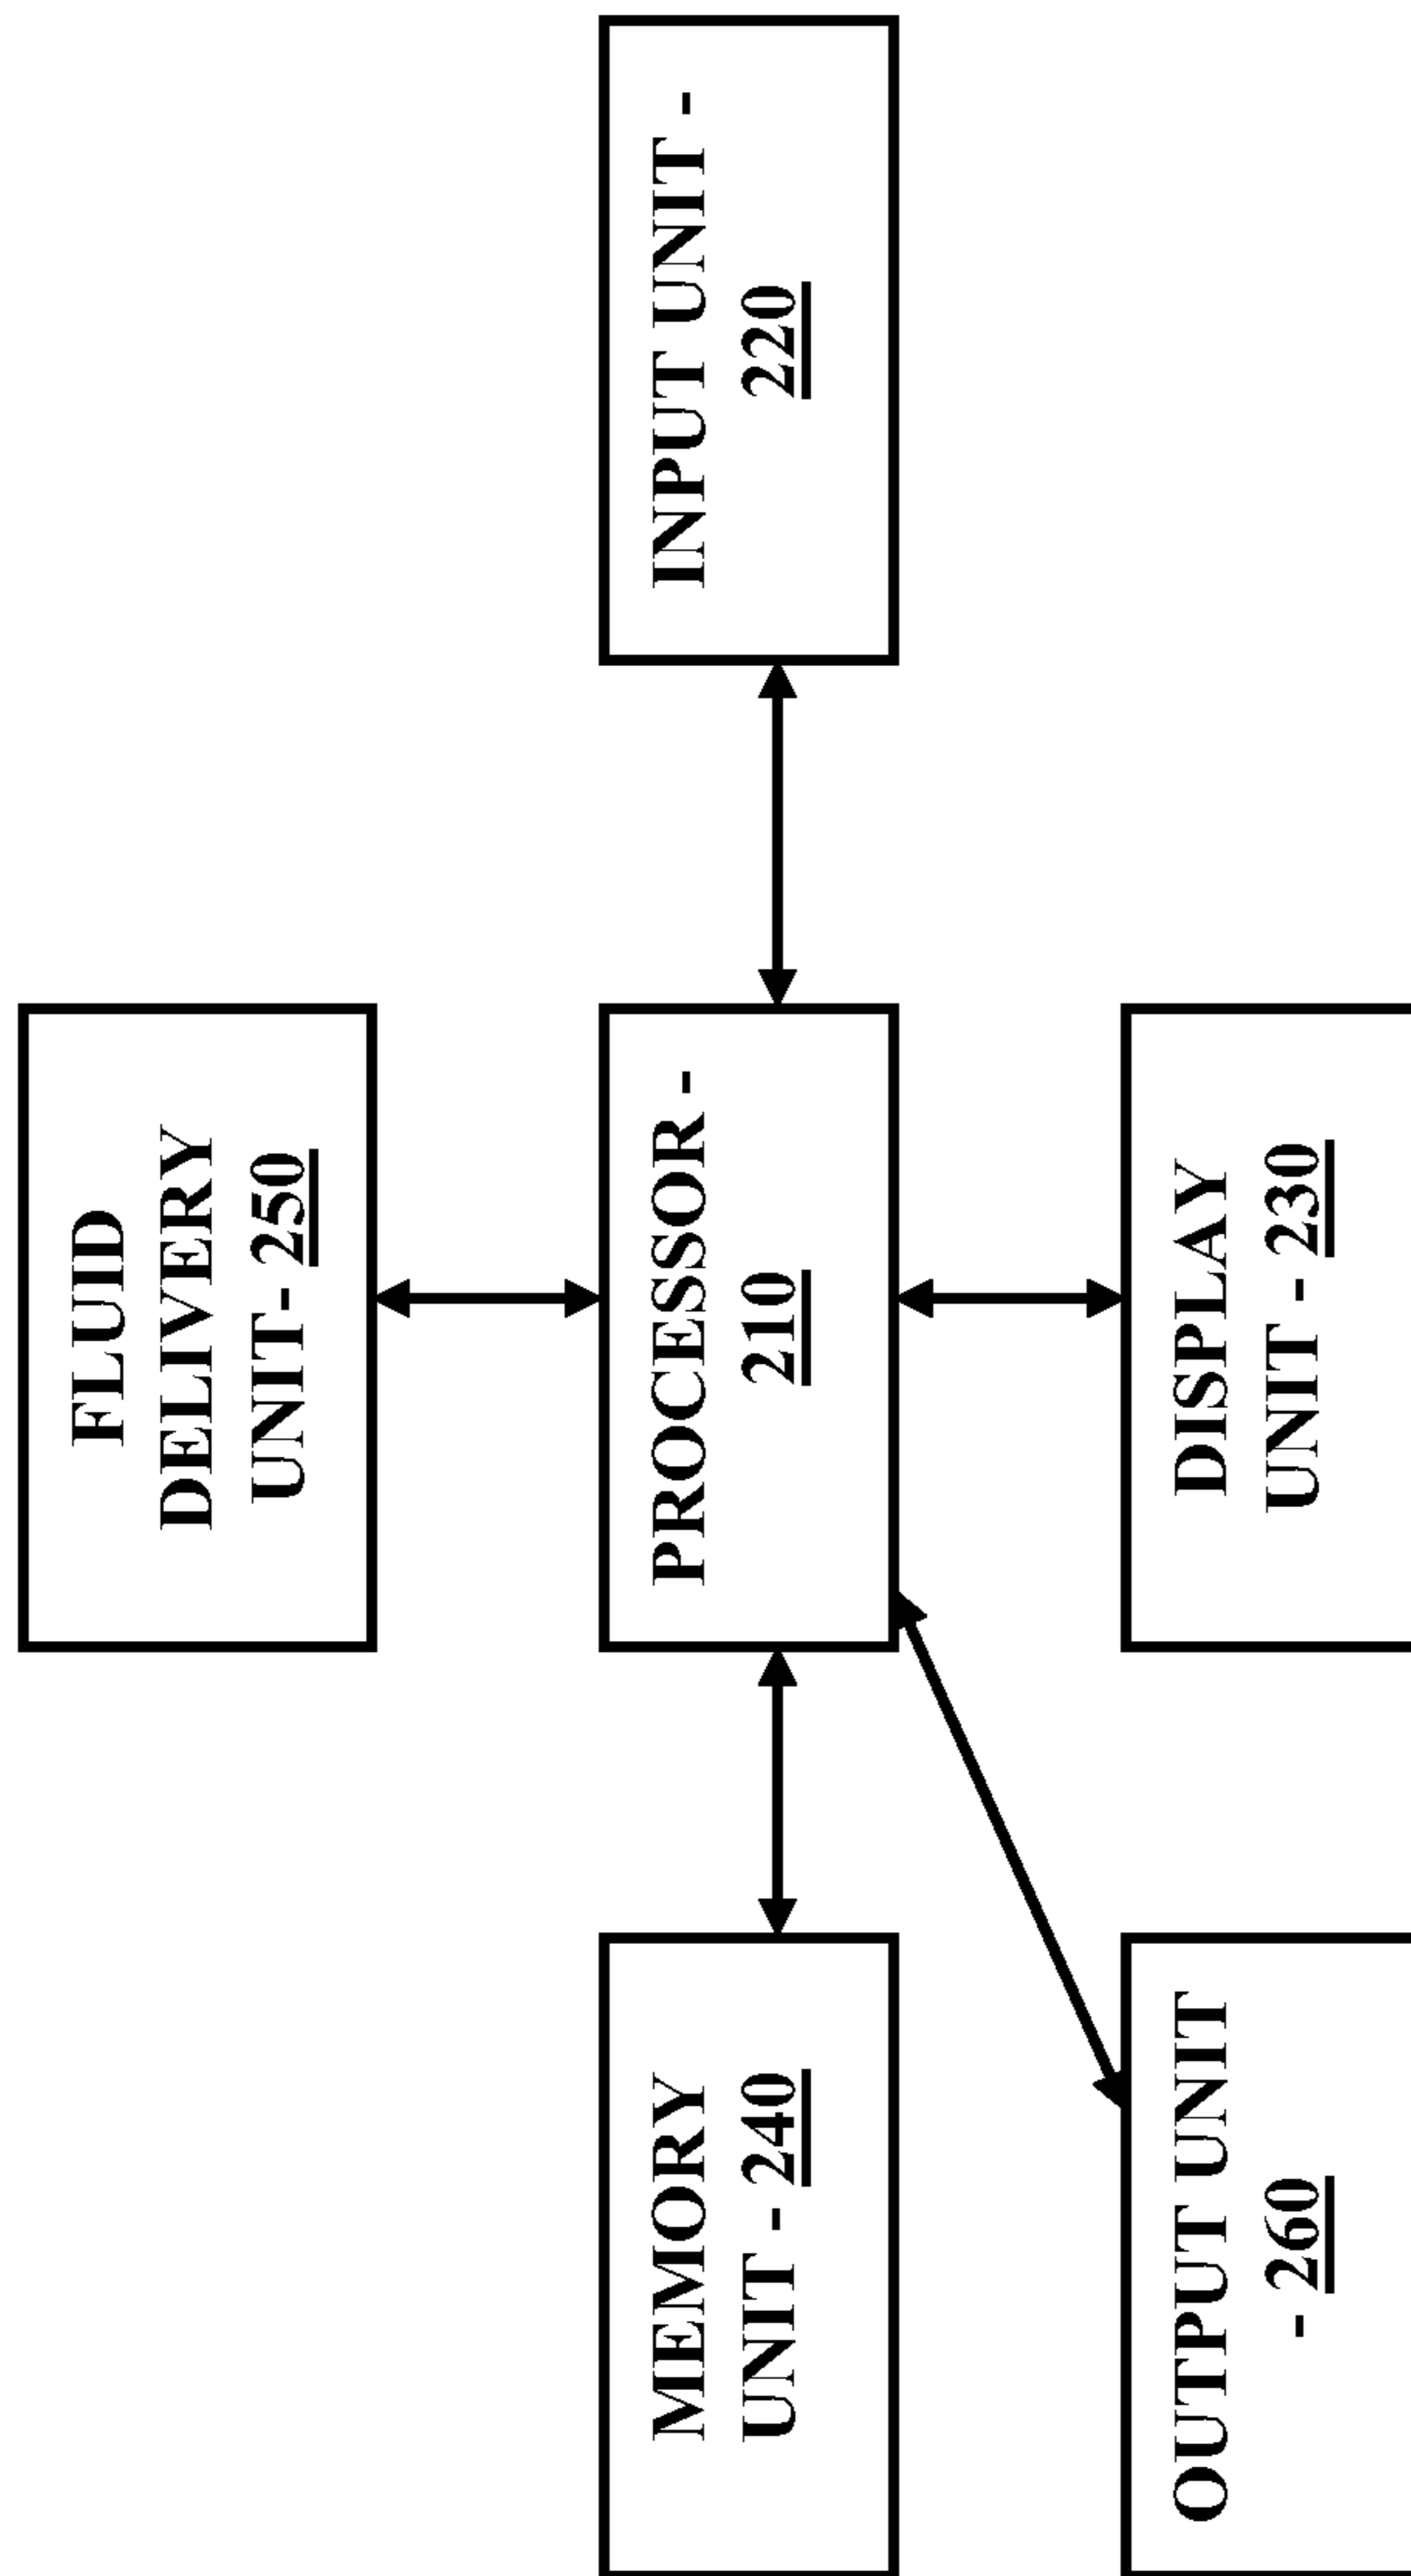 FLUID
DELIVERY
UNIT- 250
MEMORY
UNIT - 240
PROCESSOR -
210
INPUT UNIT -
220
OUTPUT UNIT
- 260
DISPLAY
UNIT - 230